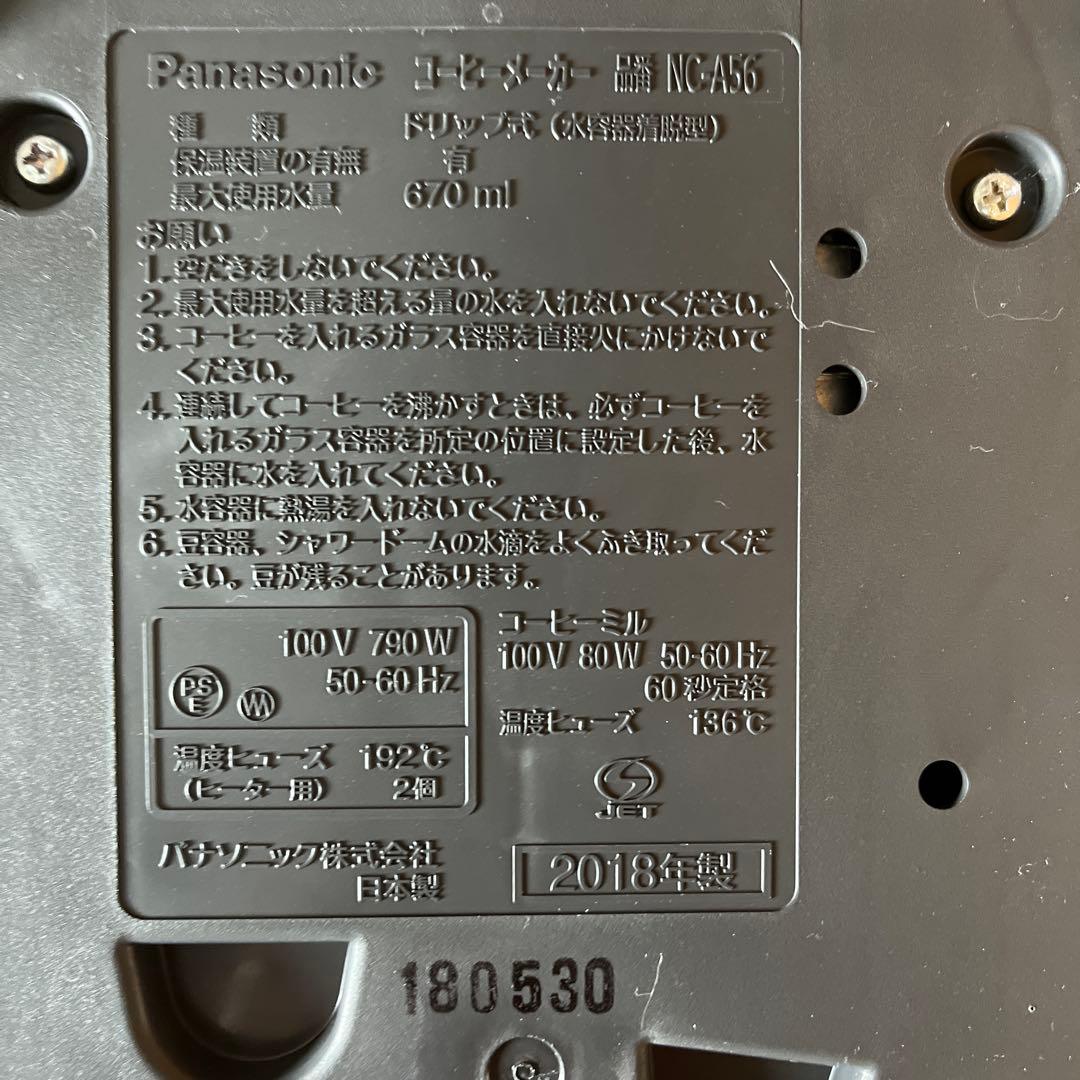 Panasonic コーヒーメーカー 品番 NC-A56
種類 ドリップ式(水容器着脱型)
保温装置の有無 有
最大使用水量 670 ml
お願い
1. 空だきをしないでください。
2. 最大使用水量を超える量の水を入れないでください。
3. コーヒーを入れるガラス容器を直接火にかけないで
ください。
4. 連続してコーヒーを沸かすときは、必ずコーヒーを
入れるガラス容器を所定の位置に設定した後、水
容器に水を入れてください。
5. 水容器に熱湯を入れないでください。
6. 豆容器、シャワードームの水滴をよくふき取ってくだ
さい。豆が残ることがあります。
100V 790W
50-60Hz
PS
E
温度ヒューズ 192℃
(ヒーター用) 2個
コーヒーミル
100V 80W 50-60Hz
60秒定格
温度ヒューズ 136℃
JET
パナソニック株式会社
日本製
2018年製
180530